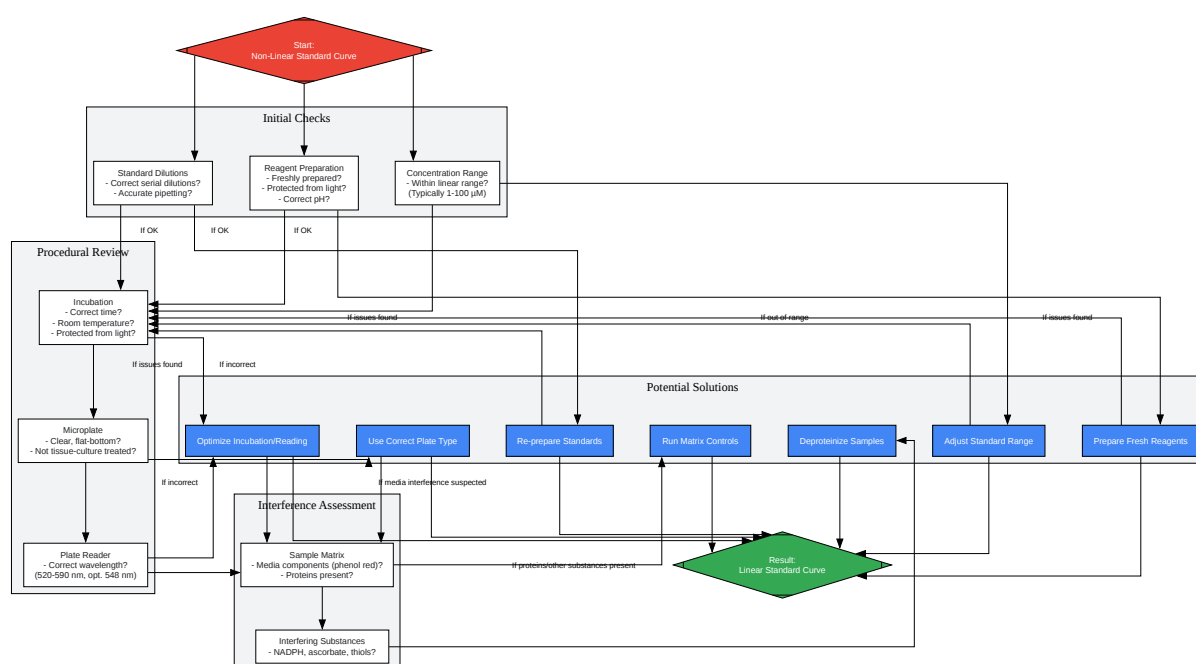 Start:
Non-Linear Standard Curve
Initial Checks
Standard Dilutions
- Correct serial dilutions?
- Accurate pipetting?
Reagent Preparation
- Freshly prepared?
- Protected from light?
- Correct pH?
Concentration Range
- Within linear range?
(Typically 1-100 µM)
If OK
If OK
If OK
Procedural Review
Incubation
- Correct time?
- Room temperature?
- Protected from light?
If issues found
If out of range
If issues found
If issues found
If incorrect
Potential Solutions
Microplate
- Clear, flat-bottom?
- Not tissue-culture treated?
Optimize Incubation/Reading
Use Correct Plate Type
Re-prepare Standards
Run Matrix Controls
Deproteinize Samples
Adjust Standard Range
Prepare Fresh Reagents
If incorrect
If media interference suspected
Interference Assessment
Plate Reader
- Correct wavelength?
(520-590 nm, opt. 548 nm)
Sample Matrix
- Media components (phenol red)?
- Proteins present?
If proteins/other substances present
Result:
Linear Standard Curve
Interfering Substances
- NADPH, ascorbate, thiols?